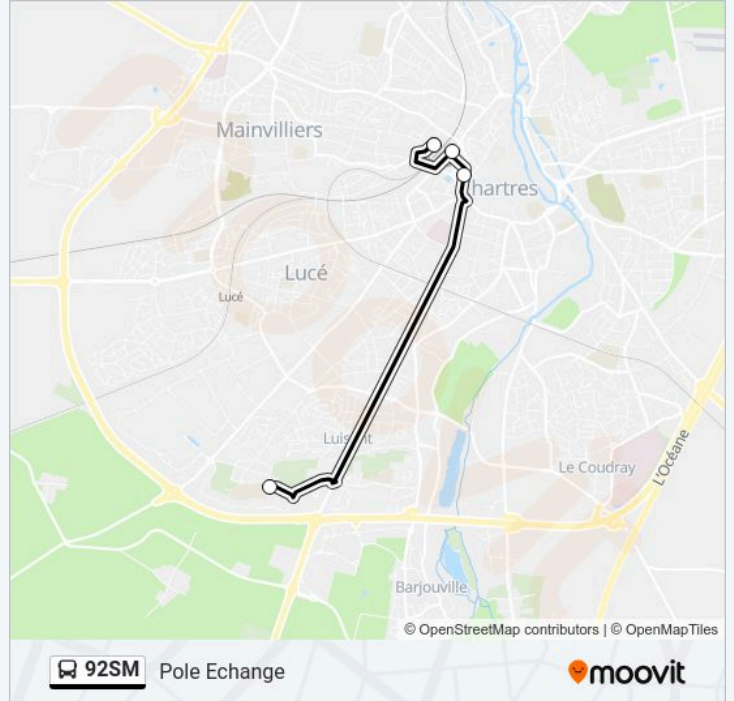 Mainvilliers
Chartres
Lucé
Lucé
Luisant
L'Océane
Le Coudray
Barjouville
© OpenStreetMap contributors | © OpenMapTiles
92SM Pole Echange
moovit